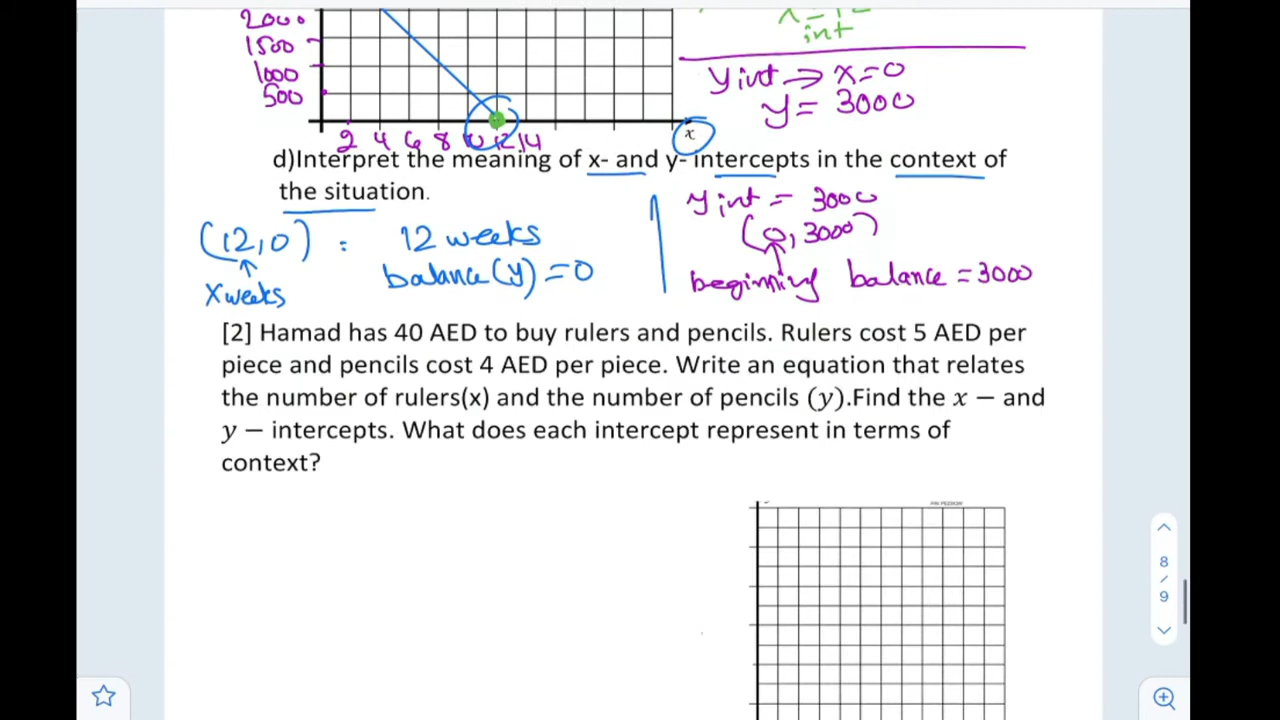 2000
1500
1000
500
int
y int → x=0
y= 3000
x
2 4 6 8 10 12 14
d)Interpret the meaning of x- and y- intercepts in the context of
the situation.
(12,0) : 12 weeks
balance(y)=0
x weeks
y int = 3000
(0, 3000)
beginning balance = 3000
[2] Hamad has 40 AED to buy rulers and pencils. Rulers cost 5 AED per
piece and pencils cost 4 AED per piece. Write an equation that relates
the number of rulers(x) and the number of pencils (y).Find the x − and
y − intercepts. What does each intercept represent in terms of
context?
8
/
9